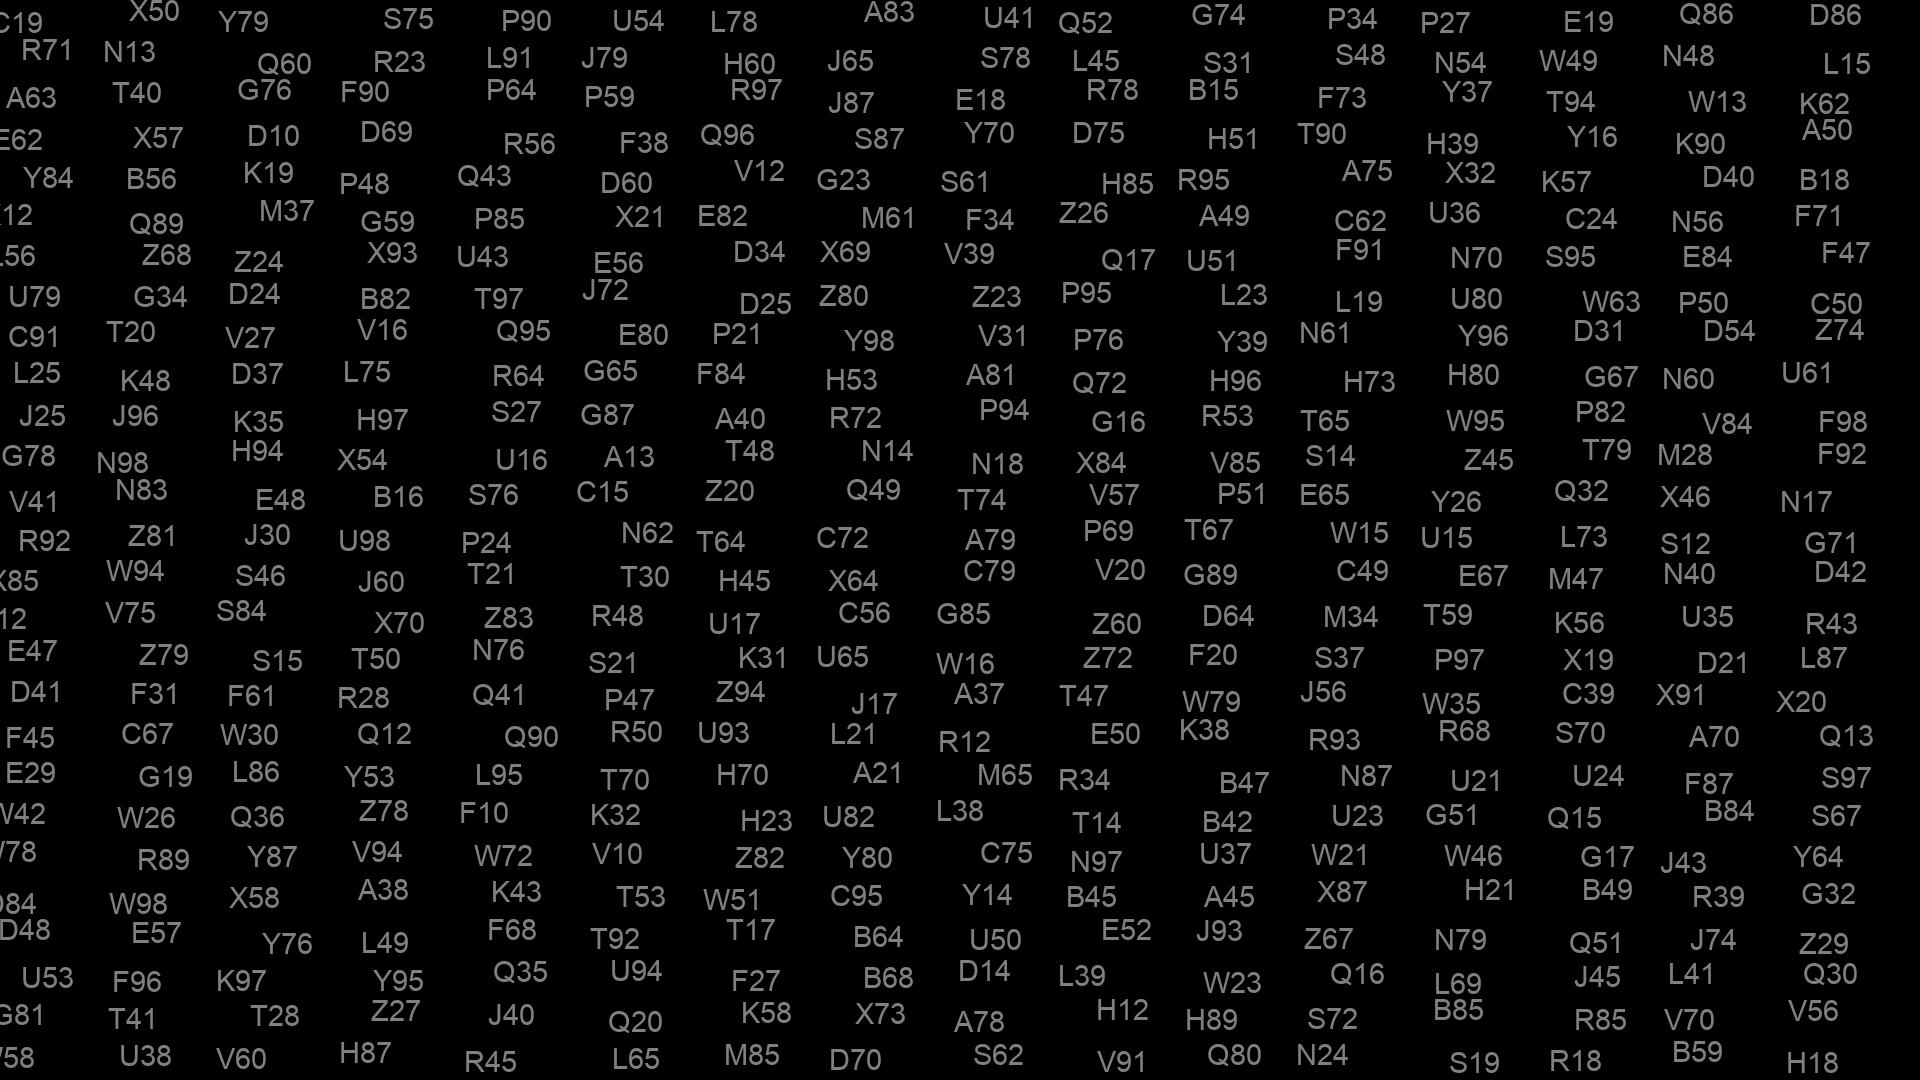 C19 X50 Y79 S75 P90 U54 L78 A83 U41 Q52 G74 P34 P27 E19 Q86 D86
R71 N13 Q60 R23 L91 J79 H60 J65 S78 L45 S31 S48 N54 W49 N48 L15
A63 T40 G76 F90 P64 P59 R97 J87 E18 R78 B15 F73 Y37 T94 W13 K62
E62 X57 D10 D69 R56 F38 Q96 S87 Y70 D75 H51 T90 H39 Y16 K90 A50
Y84 B56 K19 P48 Q43 D60 V12 G23 S61 H85 R95 A75 X32 K57 D40 B18
12 Q89 M37 G59 P85 X21 E82 M61 F34 Z26 A49 C62 U36 C24 N56 F71
56 Z68 Z24 X93 U43 E56 D34 X69 V39 Q17 U51 F91 N70 S95 E84 F47
U79 G34 D24 B82 T97 J72 D25 Z80 Z23 P95 L23 L19 U80 W63 P50 C50
C91 T20 V27 V16 Q95 E80 P21 Y98 V31 P76 Y39 N61 Y96 D31 D54 Z74
L25 K48 D37 L75 R64 G65 F84 H53 A81 Q72 H96 H73 H80 G67 N60 U61
J25 J96 K35 H97 S27 G87 A40 R72 P94 G16 R53 T65 W95 P82 V84 F98
G78 N98 H94 X54 U16 A13 T48 N14 N18 X84 V85 S14 Z45 T79 M28 F92
V41 N83 E48 B16 S76 C15 Z20 Q49 T74 V57 P51 E65 Y26 Q32 X46 N17
R92 Z81 J30 U98 P24 N62 T64 C72 A79 P69 T67 W15 U15 L73 S12 G71
X85 W94 S46 J60 T21 T30 H45 X64 C79 V20 G89 C49 E67 M47 N40 D42
12 V75 S84 X70 Z83 R48 U17 C56 G85 Z60 D64 M34 T59 K56 U35 R43
E47 Z79 S15 T50 N76 S21 K31 U65 W16 Z72 F20 S37 P97 X19 D21 L87
D41 F31 F61 R28 Q41 P47 Z94 J17 A37 T47 W79 J56 W35 C39 X91 X20
F45 C67 W30 Q12 Q90 R50 U93 L21 R12 E50 K38 R93 R68 S70 A70 Q13
E29 G19 L86 Y53 L95 T70 H70 A21 M65 R34 B47 N87 U21 U24 F87 S97
W42 W26 Q36 Z78 F10 K32 H23 U82 L38 T14 B42 U23 G51 Q15 B84 S67
78 R89 Y87 V94 W72 V10 Z82 Y80 C75 N97 U37 W21 W46 G17 J43 Y64
84 W98 X58 A38 K43 T53 W51 C95 Y14 B45 A45 X87 H21 B49 R39 G32
D48 E57 Y76 L49 F68 T92 T17 B64 U50 E52 J93 Z67 N79 Q51 J74 Z29
U53 F96 K97 Y95 Q35 U94 F27 B68 D14 L39 W23 Q16 L69 J45 L41 Q30
G81 T41 T28 Z27 J40 Q20 K58 X73 A78 H12 H89 S72 B85 R85 V70 V56
58 U38 V60 H87 R45 L65 M85 D70 S62 V91 Q80 N24 S19 R18 B59 H18